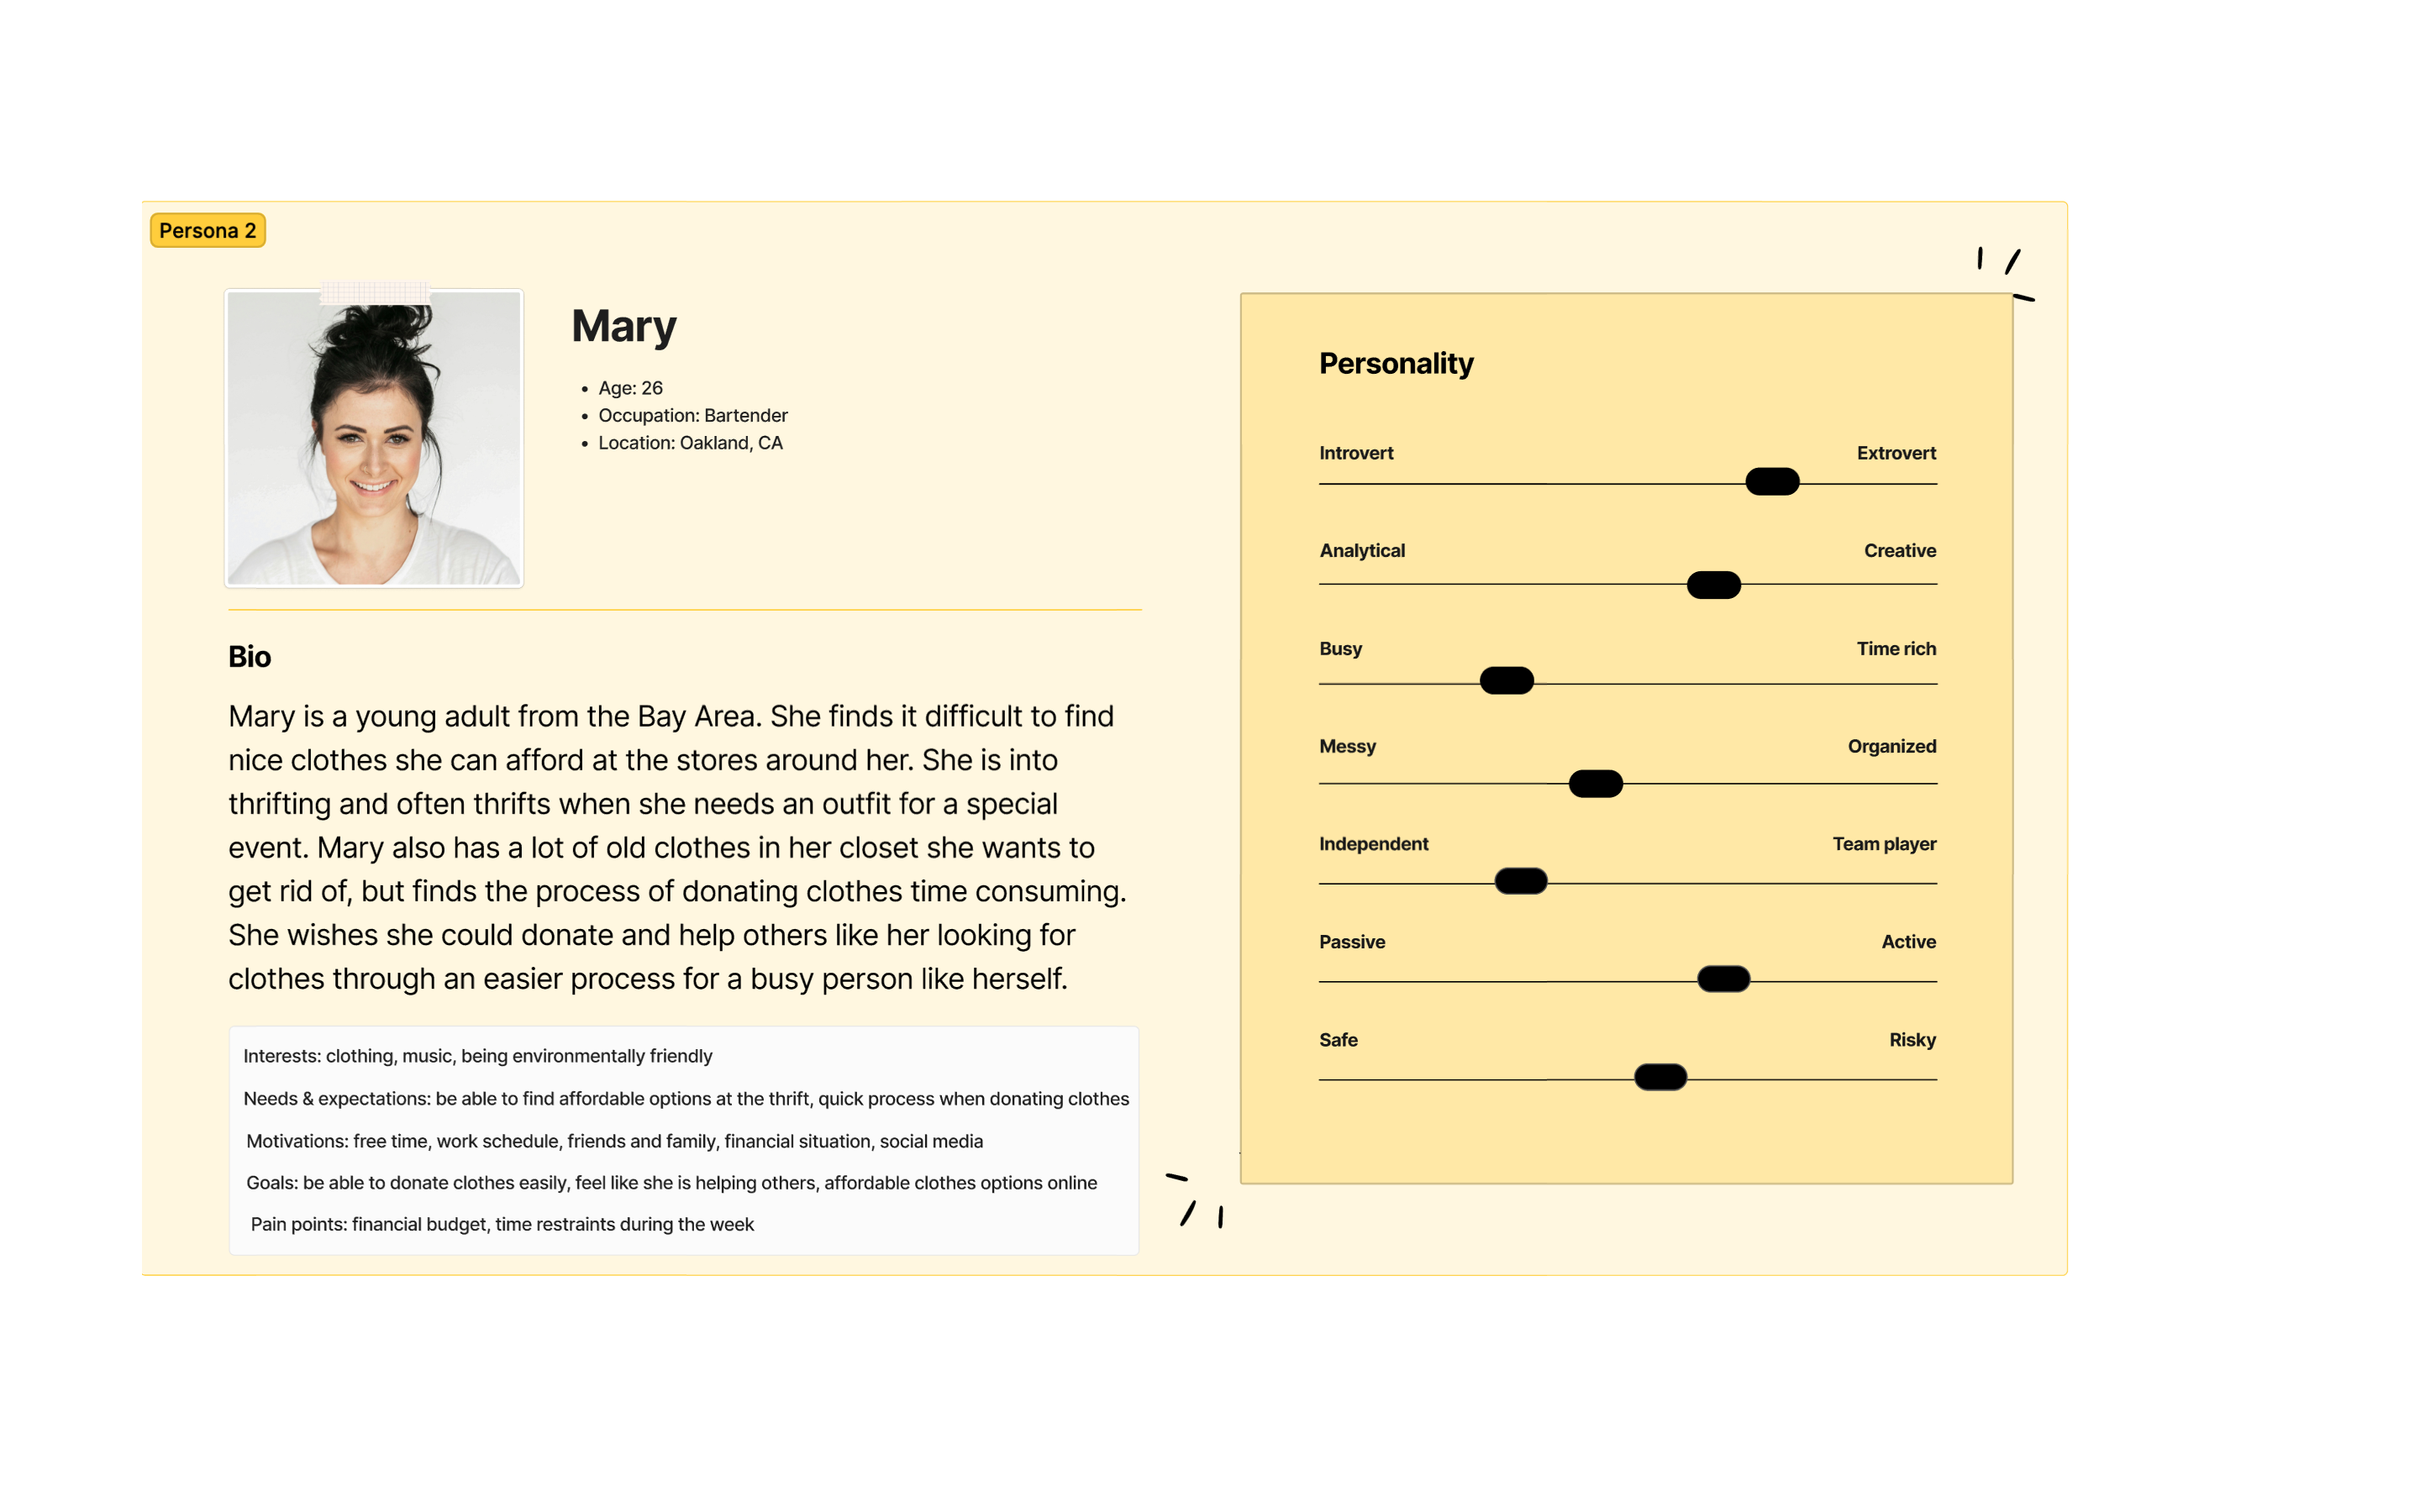 Persona 2
Mary
• Age: 26
• Occupation: Bartender
• Location: Oakland, CA
Bio
Mary is a young adult from the Bay Area. She finds it difficult to find
nice clothes she can afford at the stores around her. She is into
thrifting and often thrifts when she needs an outfit for a special
event. Mary also has a lot of old clothes in her closet she wants to
get rid of, but finds the process of donating clothes time consuming.
She wishes she could donate and help others like her looking for
clothes through an easier process for a busy person like herself.
Interests: clothing, music, being environmentally friendly
Needs & expectations: be able to find affordable options at the thrift, quick process when donating clothes
Motivations: free time, work schedule, friends and family, financial situation, social media
Goals: be able to donate clothes easily, feel like she is helping others, affordable clothes options online
Pain points: financial budget, time restraints during the week
Personality
Introvert Extrovert
Analytical Creative
Busy Time rich
Messy Organized
Independent Team player
Passive Active
Safe Risky